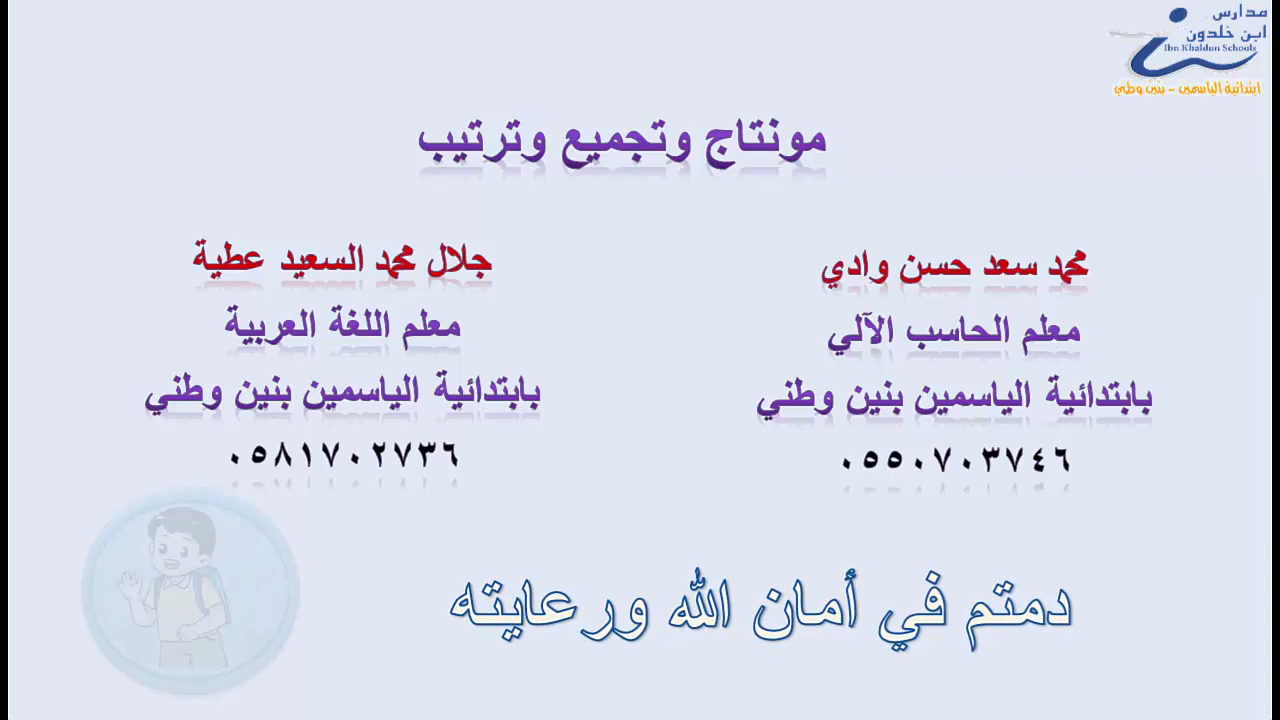 مدارس
ابن خلدون
Ibn Khaldun Schools
ابتدائية الياسمين - بنين وطني
مونتاج وتجميع وترتيب
محمد سعد حسن وادي
معلم الحاسب الآلي
بابتدائية الياسمين بنين وطني
٠٥٥٠٧٠٣٧٤٦
جلال محمد السعيد عطية
معلم اللغة العربية
بابتدائية الياسمين بنين وطني
٠٥٨١٧٠٢٧٣٦
دمتم في أمان الله ورعايته